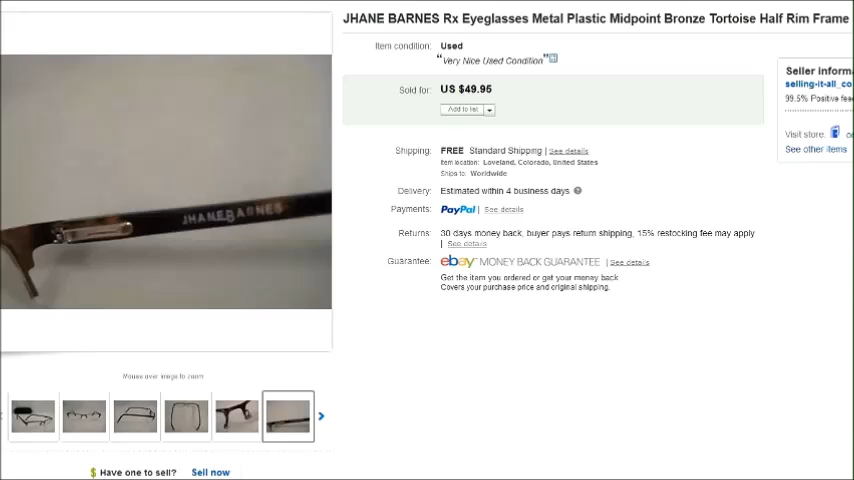 JHANE BARNES Rx Eyeglasses Metal Plastic Midpoint Bronze Tortoise Half Rim Frame
Item condition: Used
“Very Nice Used Condition”
Sold for: US $49.95
Add to list
Shipping: FREE Standard Shipping | See details
Item location: Loveland, Colorado, United States
Ships to: Worldwide
Delivery: Estimated within 4 business days
Payments: PayPal | See details
Returns: 30 days money back, buyer pays return shipping, 15% restocking fee may apply
| See details
Guarantee: ebay MONEY BACK GUARANTEE | See details
Get the item you ordered or get your money back
Covers your purchase price and original shipping.
Seller inform
selling-it-all_co
99.5% Positive fee
Visit store:
See other items
JHANE BARNES
Mouse over image to zoom
Have one to sell? Sell now